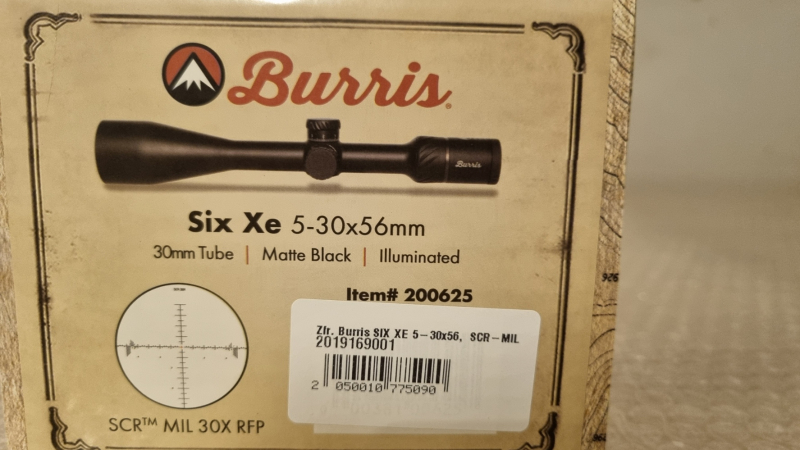 Burris
Burris
Six Xe 5-30x56mm
30mm Tube | Matte Black | Illuminated
Item# 200625
Zfr. Burris SIX XE 5-30x56, SCR-MIL
2019169001
2 050010 775090
SCR™ MIL 30X RFP